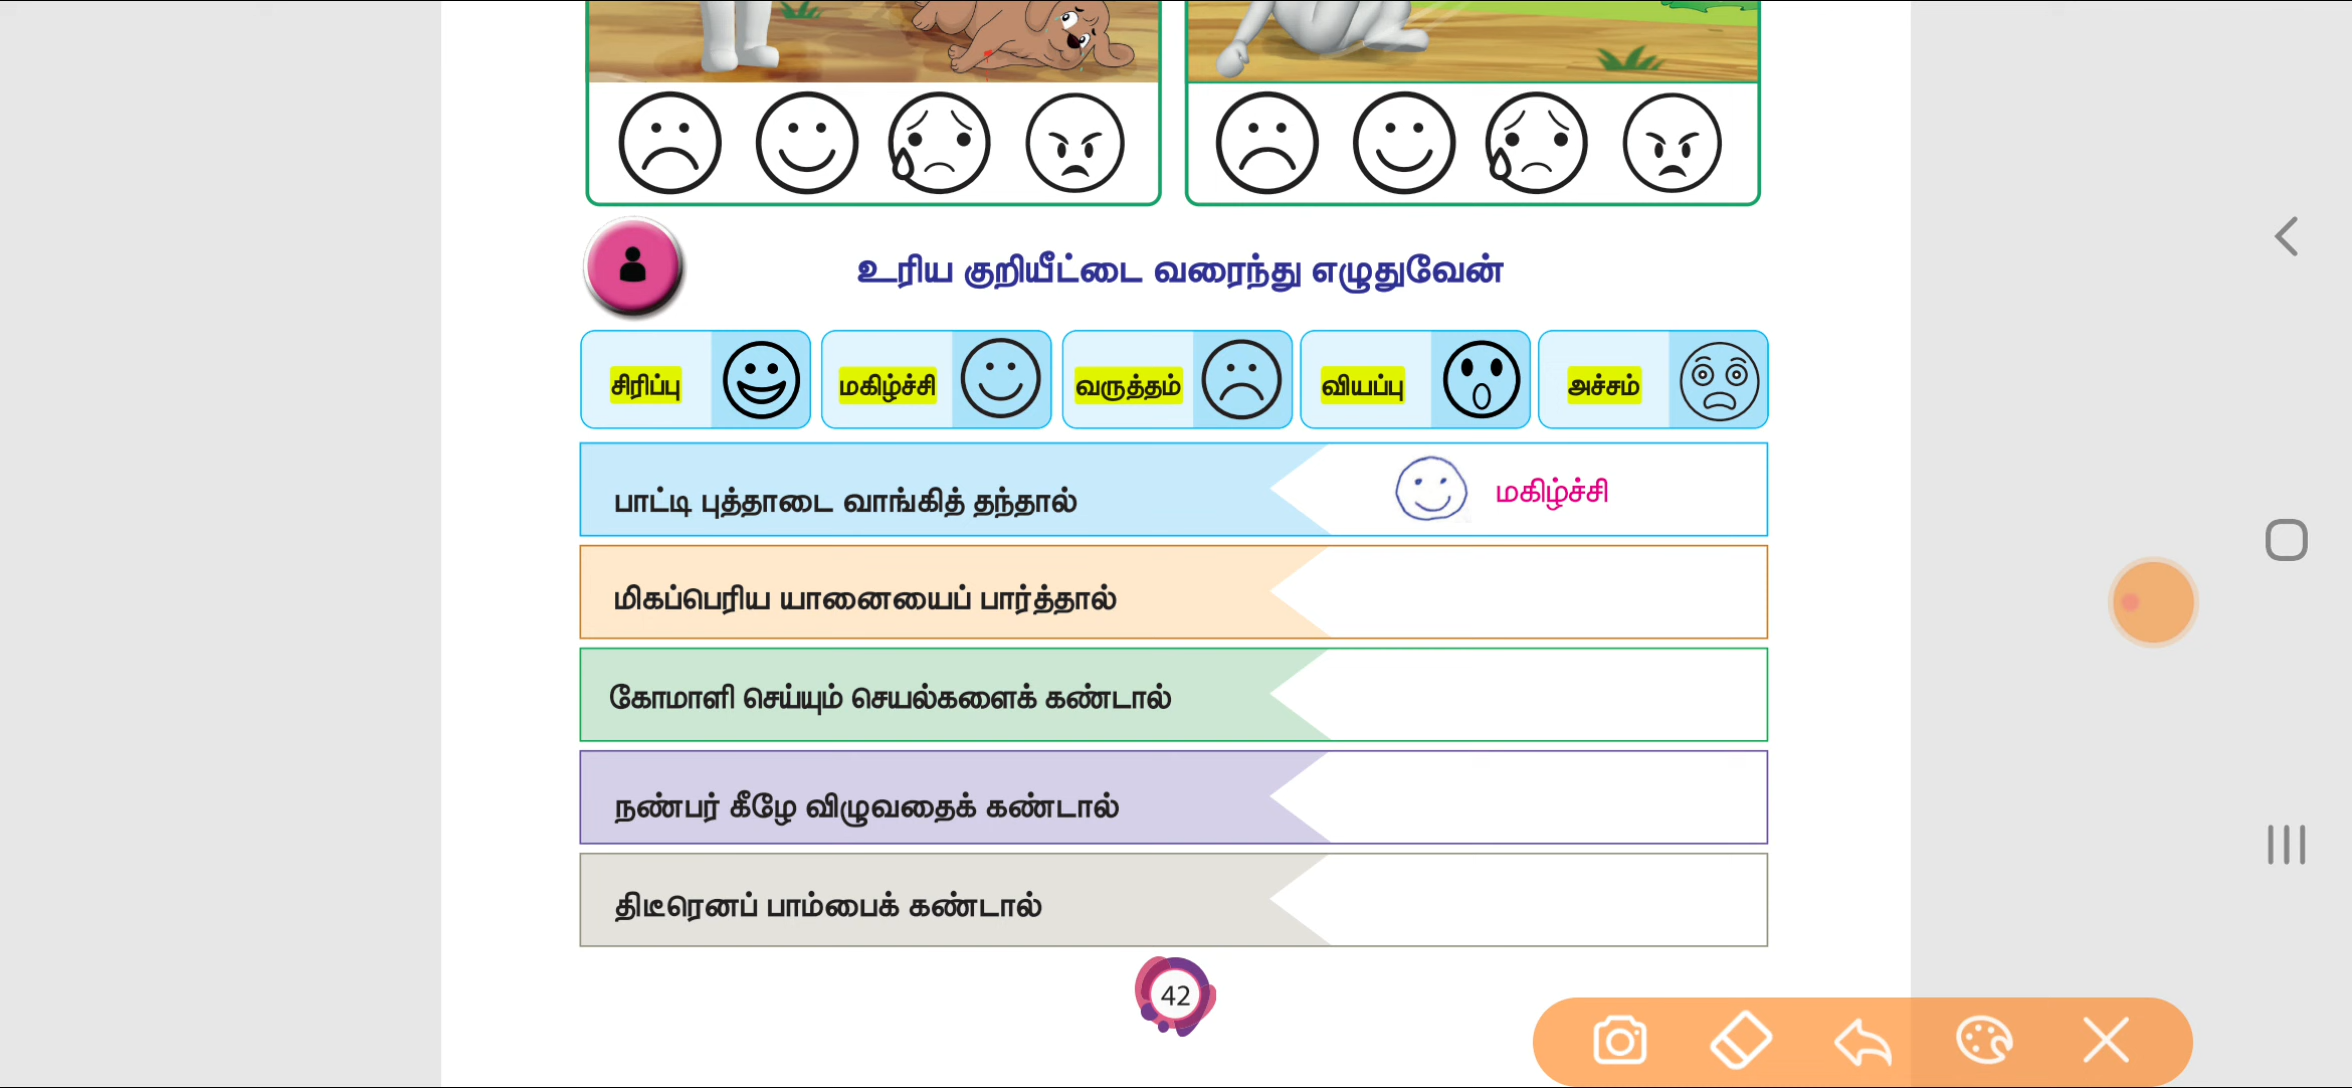 உரிய குறியீட்டை வரைந்து எழுதுவேன்
சிரிப்பு மகிழ்ச்சி வருத்தம் வியப்பு அச்சம்
பாட்டி புத்தாடை வாங்கித் தந்தால் மகிழ்ச்சி
மிகப்பெரிய யானையைப் பார்த்தால்
கோமாளி செய்யும் செயல்களைக் கண்டால்
நண்பர் கீழே விழுவதைக் கண்டால்
திடீரெனப் பாம்பைக் கண்டால்
42